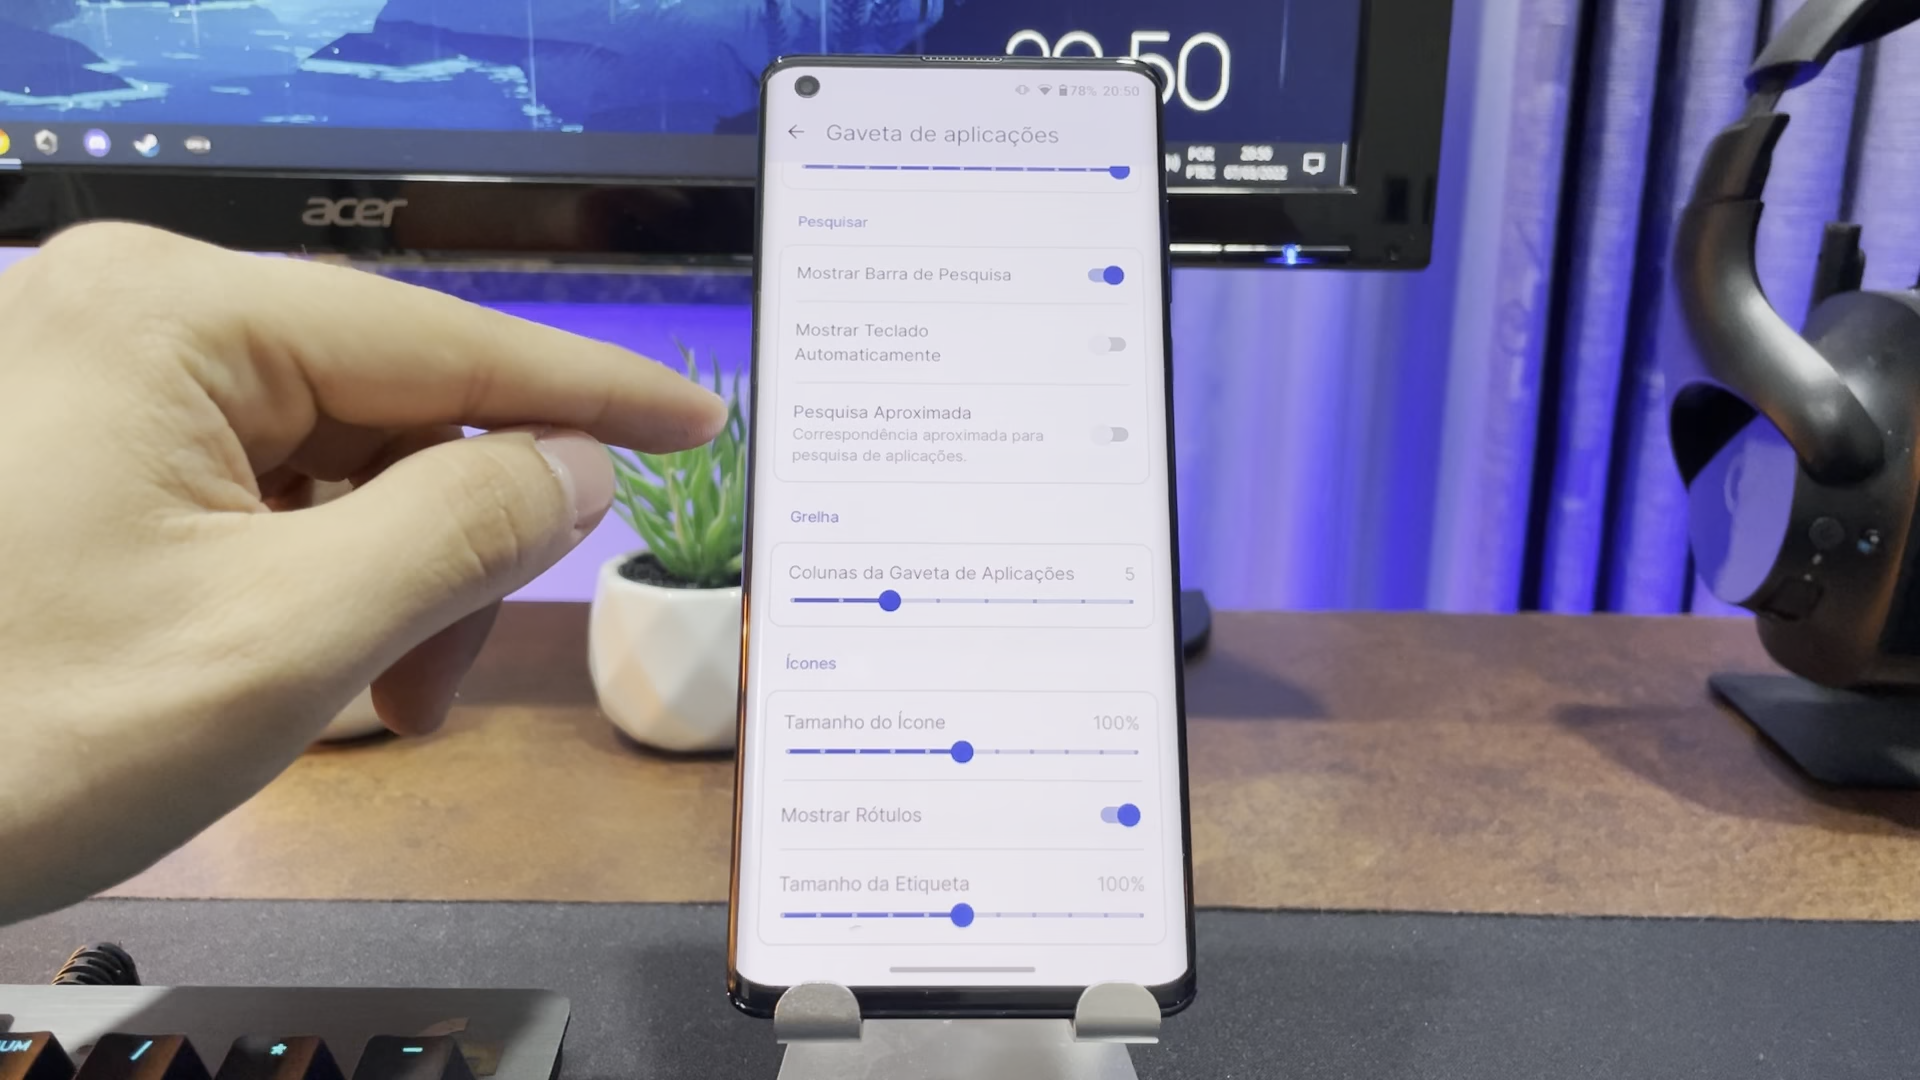 78% 20:50
Gaveta de aplicações
Pesquisar
Mostrar Barra de Pesquisa
Mostrar Teclado
Automaticamente
Pesquisa Aproximada
Correspondência aproximada para
pesquisa de aplicações.
Grelha
Colunas da Gaveta de Aplicações 5
Ícones
Tamanho do Ícone 100%
Mostrar Rótulos
Tamanho da Etiqueta 100%
acer
POR 20:50
PTB2
/ * -